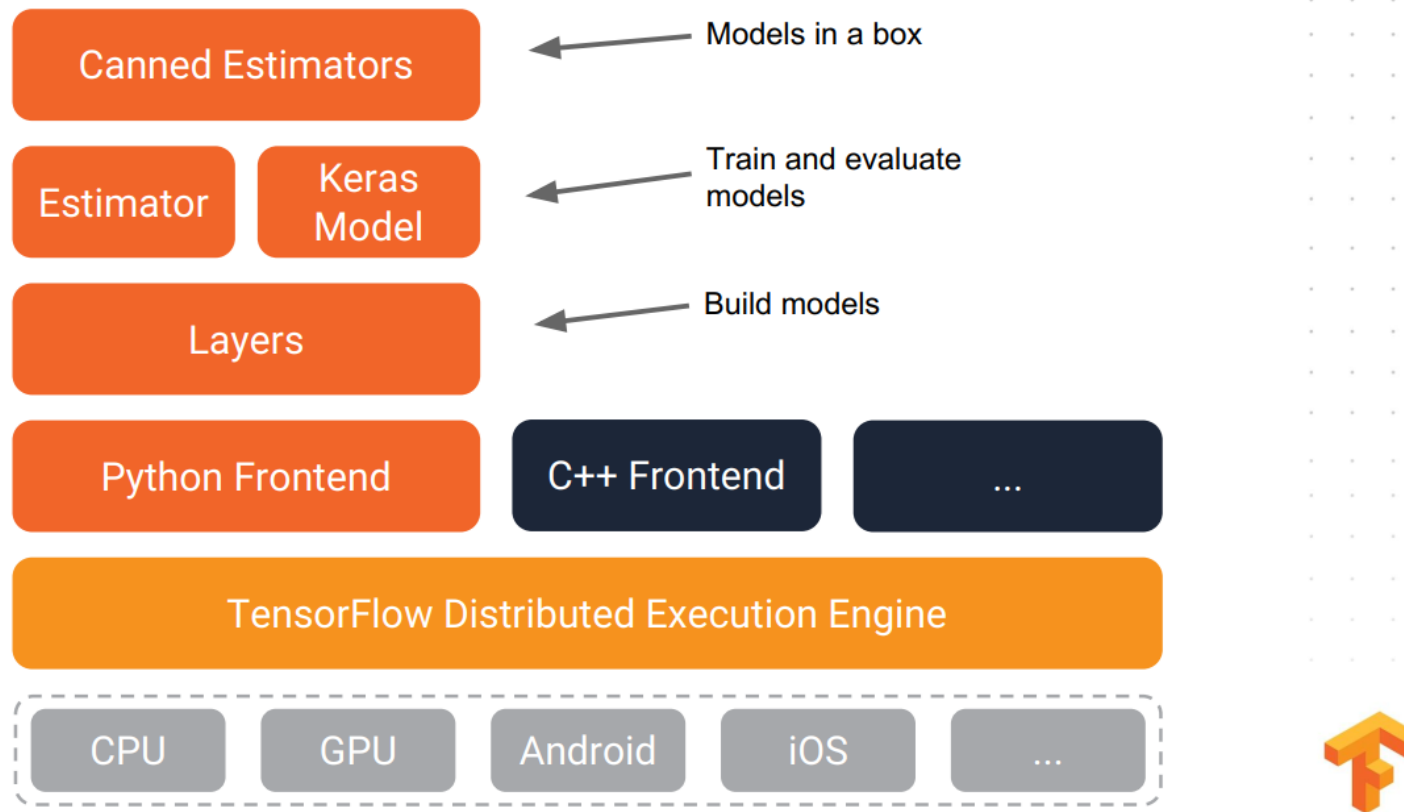 Canned Estimators
Models in a box
Estimator
Keras
Model
Train and evaluate
models
Layers
Build models
Python Frontend
C++ Frontend
...
TensorFlow Distributed Execution Engine
CPU
GPU
Android
iOS
...